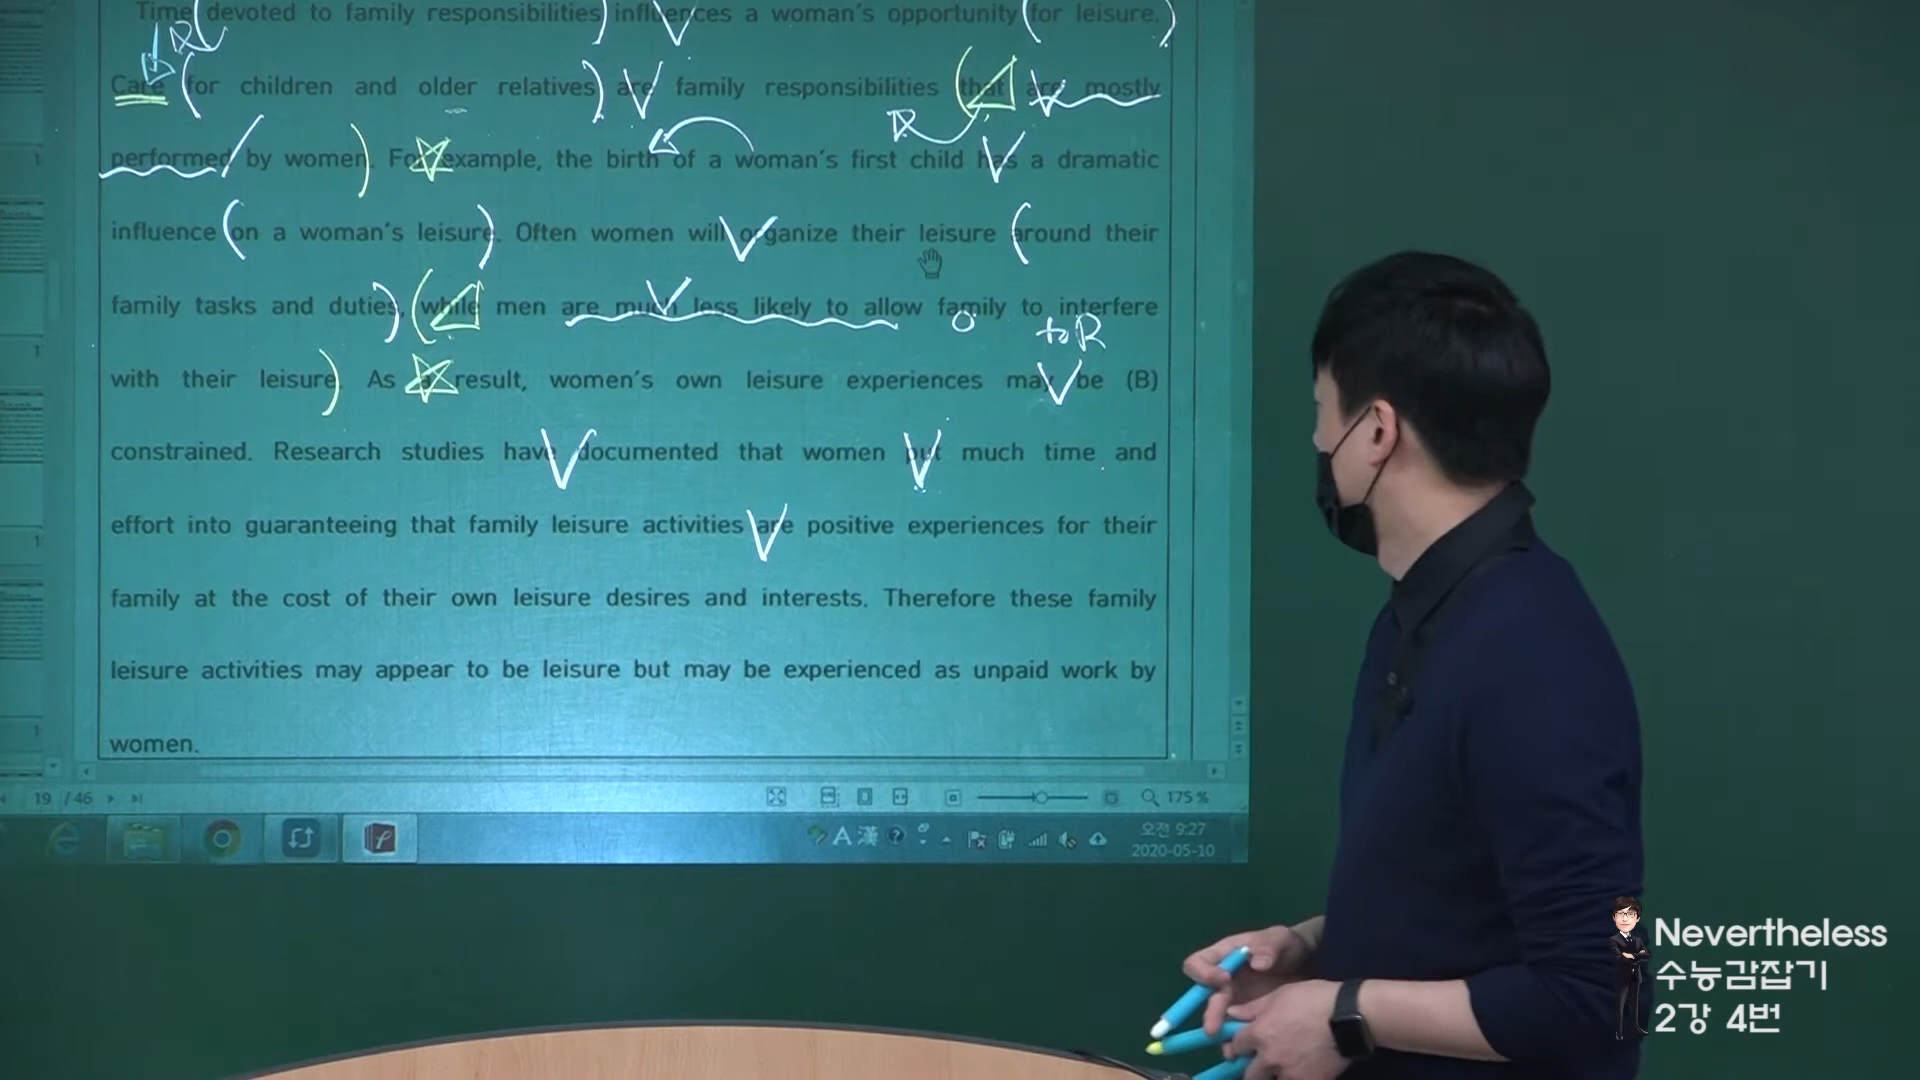 Time devoted to family responsibilities influences a woman's opportunity for leisure.
R
Care for children and older relatives are family responsibilities that are mostly
R
performed by women. For example, the birth of a woman's first child has a dramatic
influence on a woman's leisure. Often women will organize their leisure around their
family tasks and duties, while men are much less likely to allow family to interfere
o to R
with their leisure. As a result, women's own leisure experiences may be (B)
constrained. Research studies have documented that women put much time and
effort into guaranteeing that family leisure activities are positive experiences for their
family at the cost of their own leisure desires and interests. Therefore these family
leisure activities may appear to be leisure but may be experienced as unpaid work by
women.
19 / 46
175 %
A 漢
오전 9:27
2020-05-10
Nevertheless
수능감잡기
2강 4번